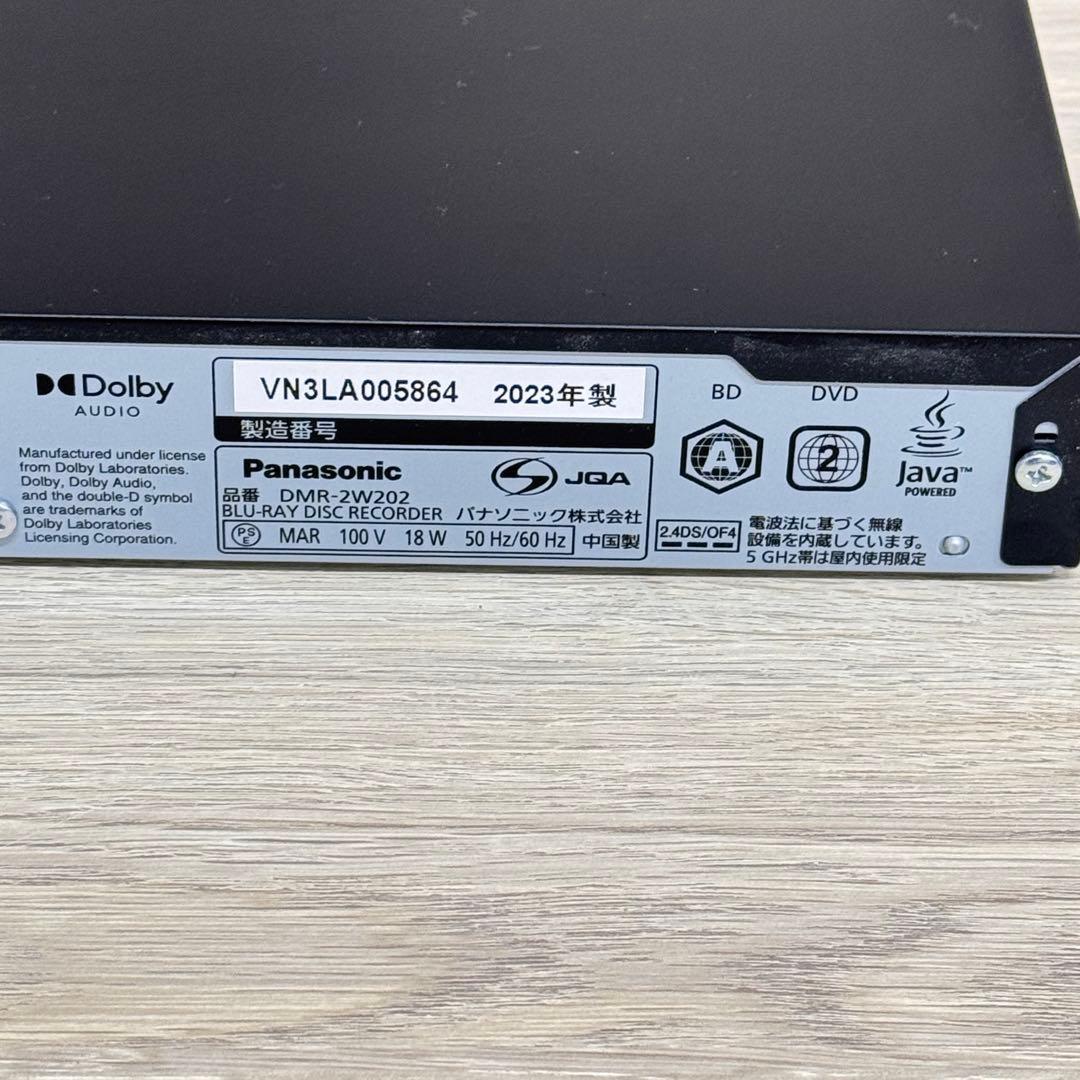 Dolby
AUDIO
Manufactured under license
from Dolby Laboratories.
Dolby, Dolby Audio,
and the double-D symbol
are trademarks of
Dolby Laboratories
Licensing Corporation.
VN3LA005864 2023年製
製造番号
Panasonic
JQA
品番 DMR-2W202
BLU-RAY DISC RECORDER パナソニック株式会社
PS E MAR 100 V 18 W 50 Hz/60 Hz 中国製
BD DVD
A 2
Java™
POWERED
2.4DS/OF4
電波法に基づく無線
設備を内蔵しています。
5 GHz帯は屋内使用限定